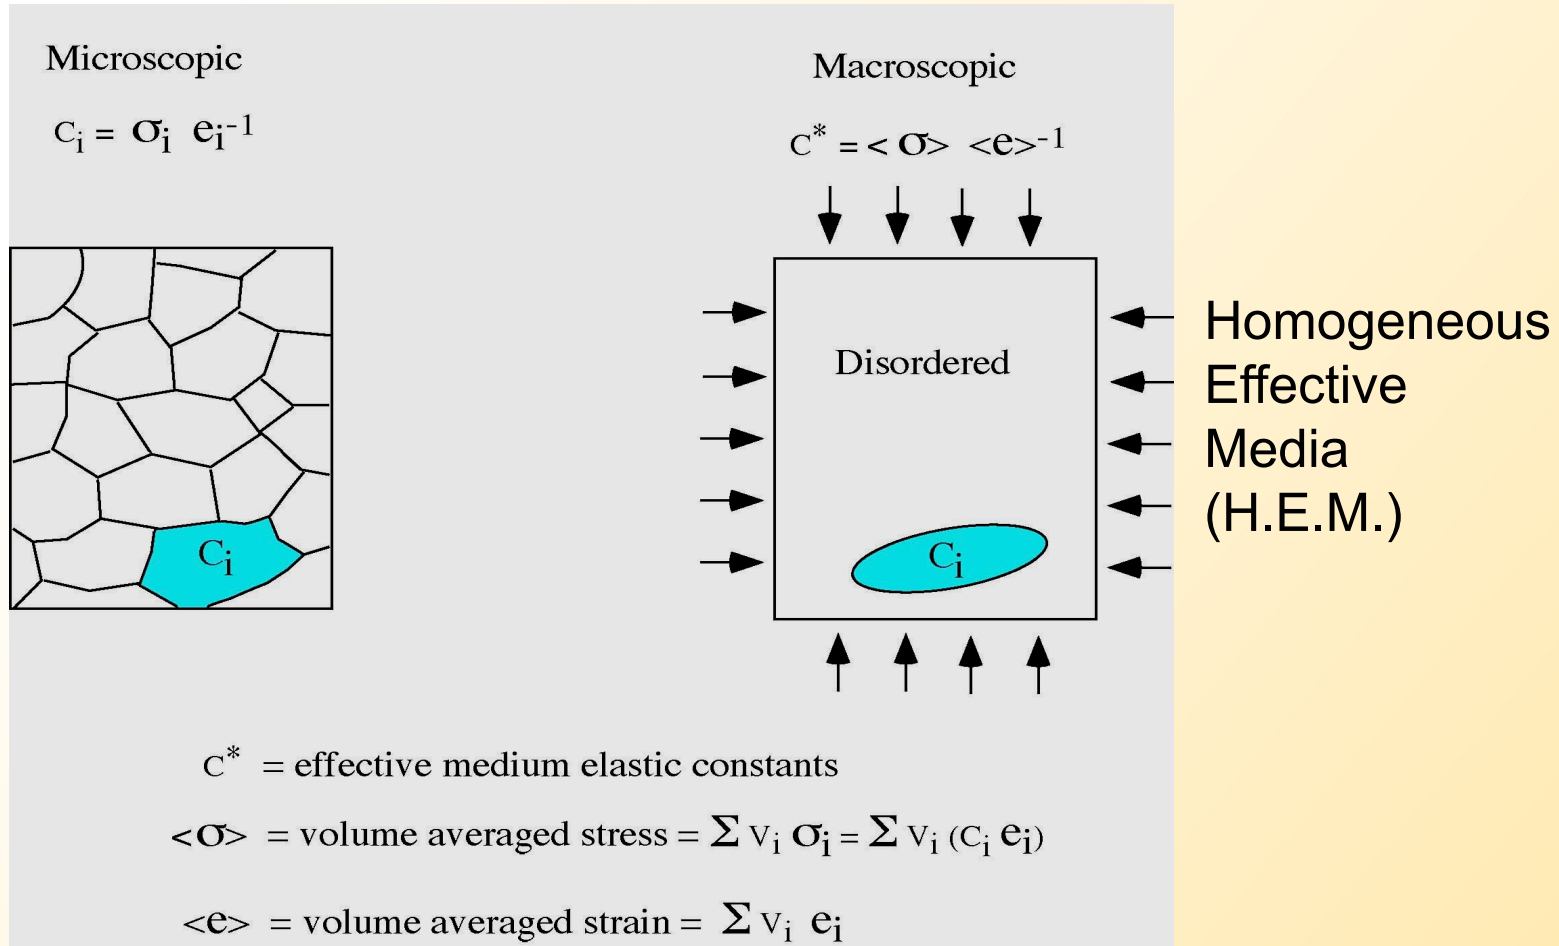 Microscopic
Cᵢ = σᵢ eᵢ⁻¹
Macroscopic
C* = < σ> <e>⁻¹
Disordered
Cᵢ
Cᵢ
Homogeneous
Effective
Media
(H.E.M.)
C* = effective medium elastic constants
<σ> = volume averaged stress = Σ Vᵢ σᵢ = Σ Vᵢ (Cᵢ eᵢ)
<e> = volume averaged strain = Σ Vᵢ eᵢ